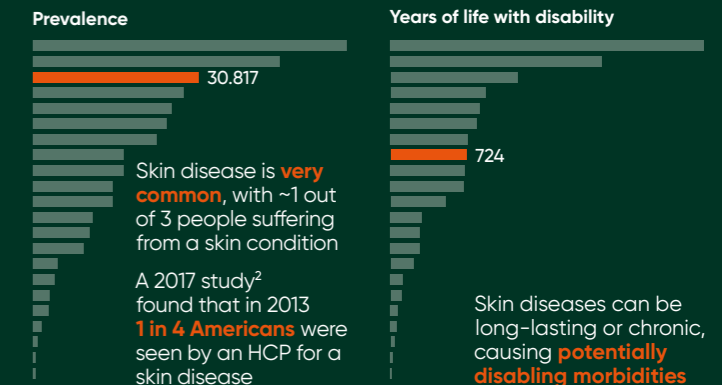 Prevalence
30.817
Skin disease is very
common, with ~1 out
of 3 people suffering
from a skin condition
A 2017 study²
found that in 2013
1 in 4 Americans were
seen by an HCP for a
skin disease
Years of life with disability
724
Skin diseases can be
long-lasting or chronic,
causing potentially
disabling morbidities